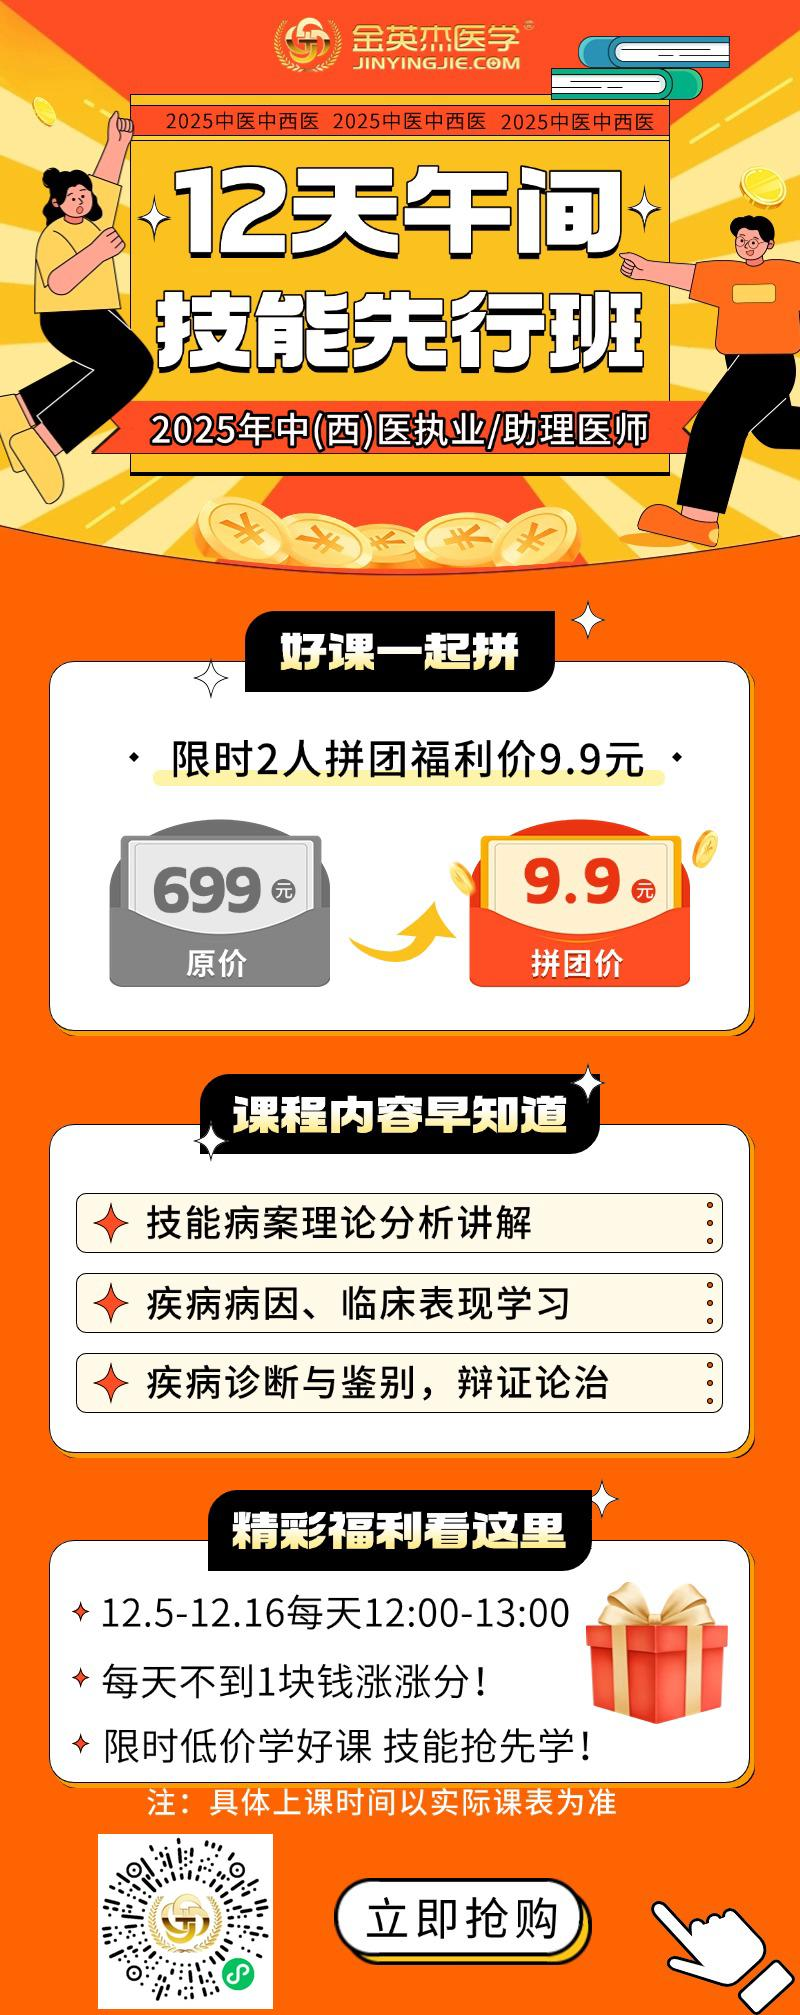 金英杰医学
JINYINGJIE.COM
2025中医中西医 2025中医中西医 2025中医中西医
12天午间
技能先行班
2025年中(西)医执业/助理医师
好课一起拼
限时2人拼团福利价9.9元
699元
原价
9.9元
拼团价
课程内容早知道
技能病案理论分析讲解
疾病病因、临床表现学习
疾病诊断与鉴别，辩证论治
精彩福利看这里
12.5-12.16每天12:00-13:00
每天不到1块钱涨涨分！
限时低价学好课 技能抢先学！
注：具体上课时间以实际课表为准
立即抢购